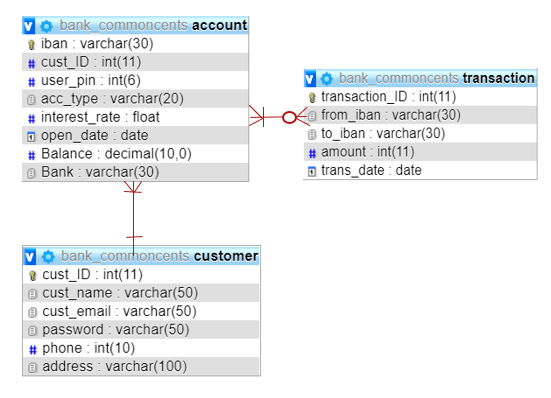 bank_commoncents account
iban : varchar(30)
cust_ID : int(11)
user_pin : int(6)
acc_type : varchar(20)
interest_rate : float
open_date : date
Balance : decimal(10,0)
Bank : varchar(30)
bank_commoncents transaction
transaction_ID : int(11)
from_iban : varchar(30)
to_iban : varchar(30)
amount : int(11)
trans_date : date
bank_commoncents customer
cust_ID : int(11)
cust_name : varchar(50)
cust_email : varchar(50)
password : varchar(50)
phone : int(10)
address : varchar(100)